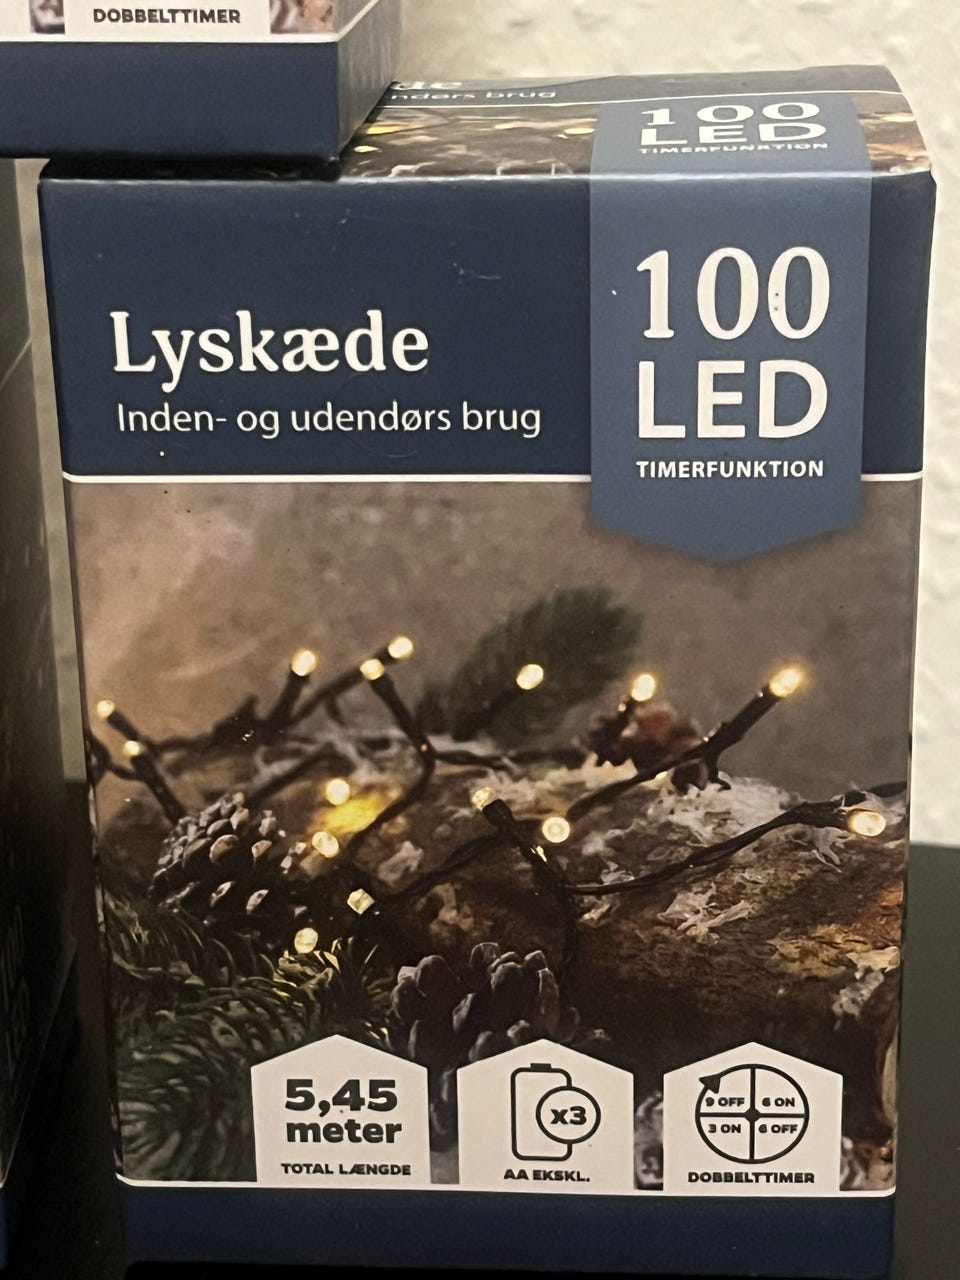 DOBBELTTIMER
ndørs brug
100
LED
TIMERFUNKTION
100
LED
TIMERFUNKTION
Lyskæde
Inden- og udendørs brug
5,45
meter
TOTAL LÆNGDE
x3
AA EKSKL.
9 OFF 6 ON
3 ON 6 OFF
DOBBELTTIMER